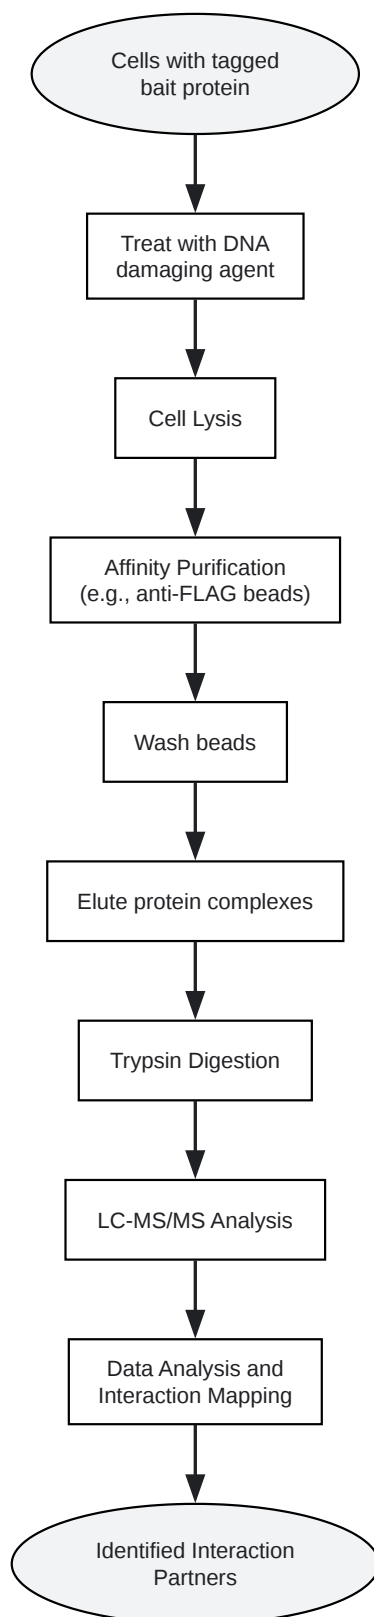 Cells with tagged
bait protein
Treat with DNA
damaging agent
Cell Lysis
Affinity Purification
(e.g., anti-FLAG beads)
Wash beads
Elute protein complexes
Trypsin Digestion
LC-MS/MS Analysis
Data Analysis and
Interaction Mapping
Identified Interaction
Partners